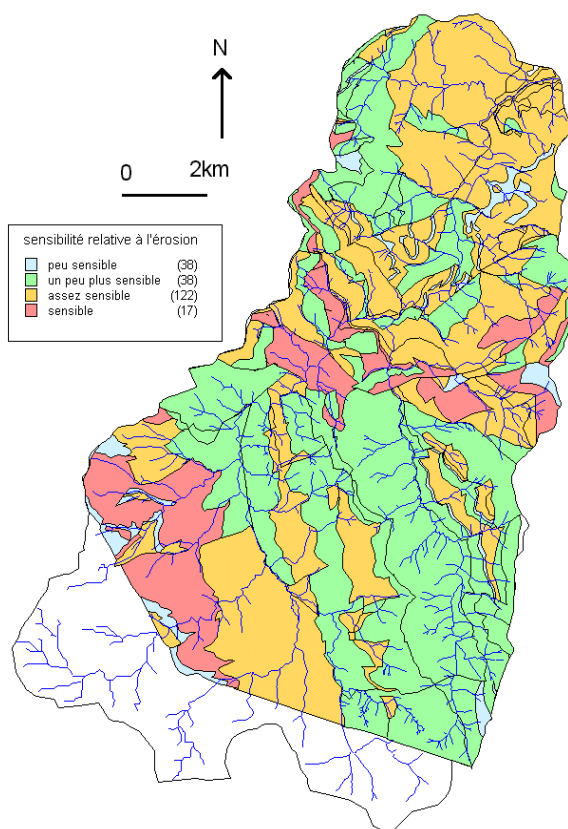 N
0 2km
sensibilité relative à l'érosion
peu sensible (38)
un peu plus sensible (38)
assez sensible (122)
sensible (17)